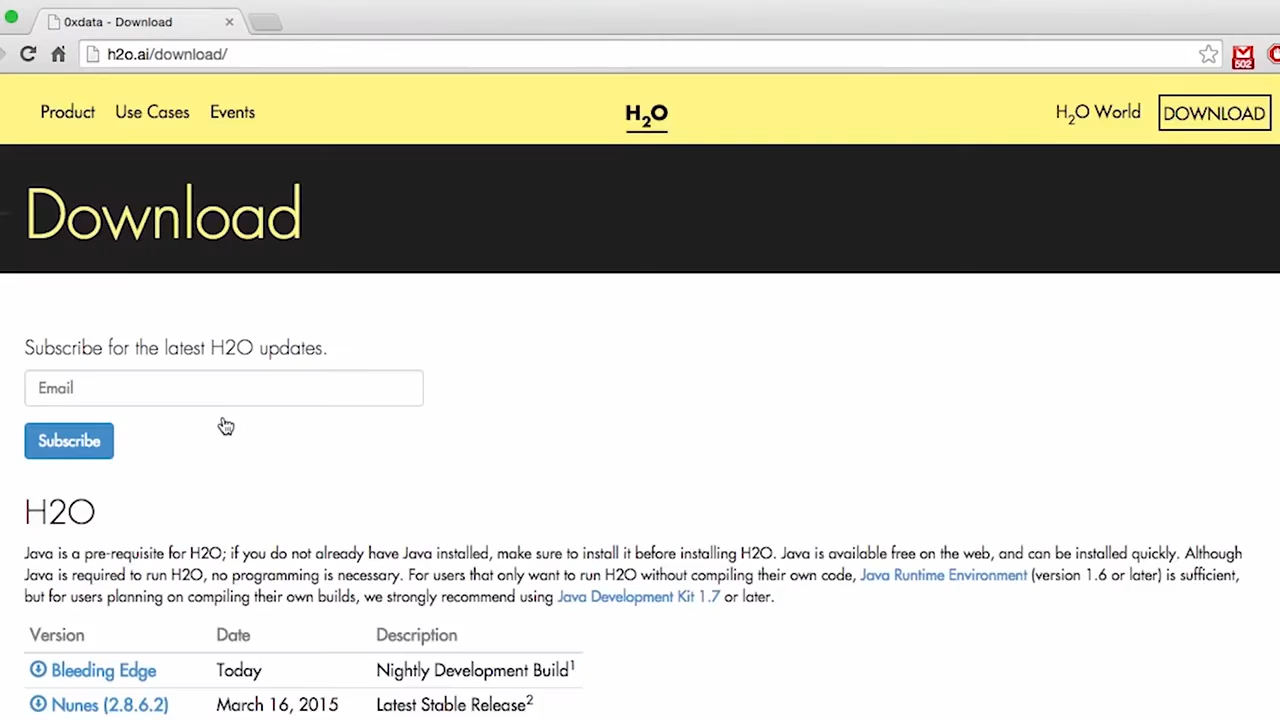 0xdata - Download
h2o.ai/download/
502
Product Use Cases Events H2O H2O World DOWNLOAD
Download
Subscribe for the latest H2O updates.
Email
Subscribe
H2O
Java is a pre-requisite for H2O; if you do not already have Java installed, make sure to install it before installing H2O. Java is available free on the web, and can be installed quickly. Although
Java is required to run H2O, no programming is necessary. For users that only want to run H2O without compiling their own code, Java Runtime Environment (version 1.6 or later) is sufficient,
but for users planning on compiling their own builds, we strongly recommend using Java Development Kit 1.7 or later.
Version Date Description
Bleeding Edge Today Nightly Development Build1
Nunes (2.8.6.2) March 16, 2015 Latest Stable Release2